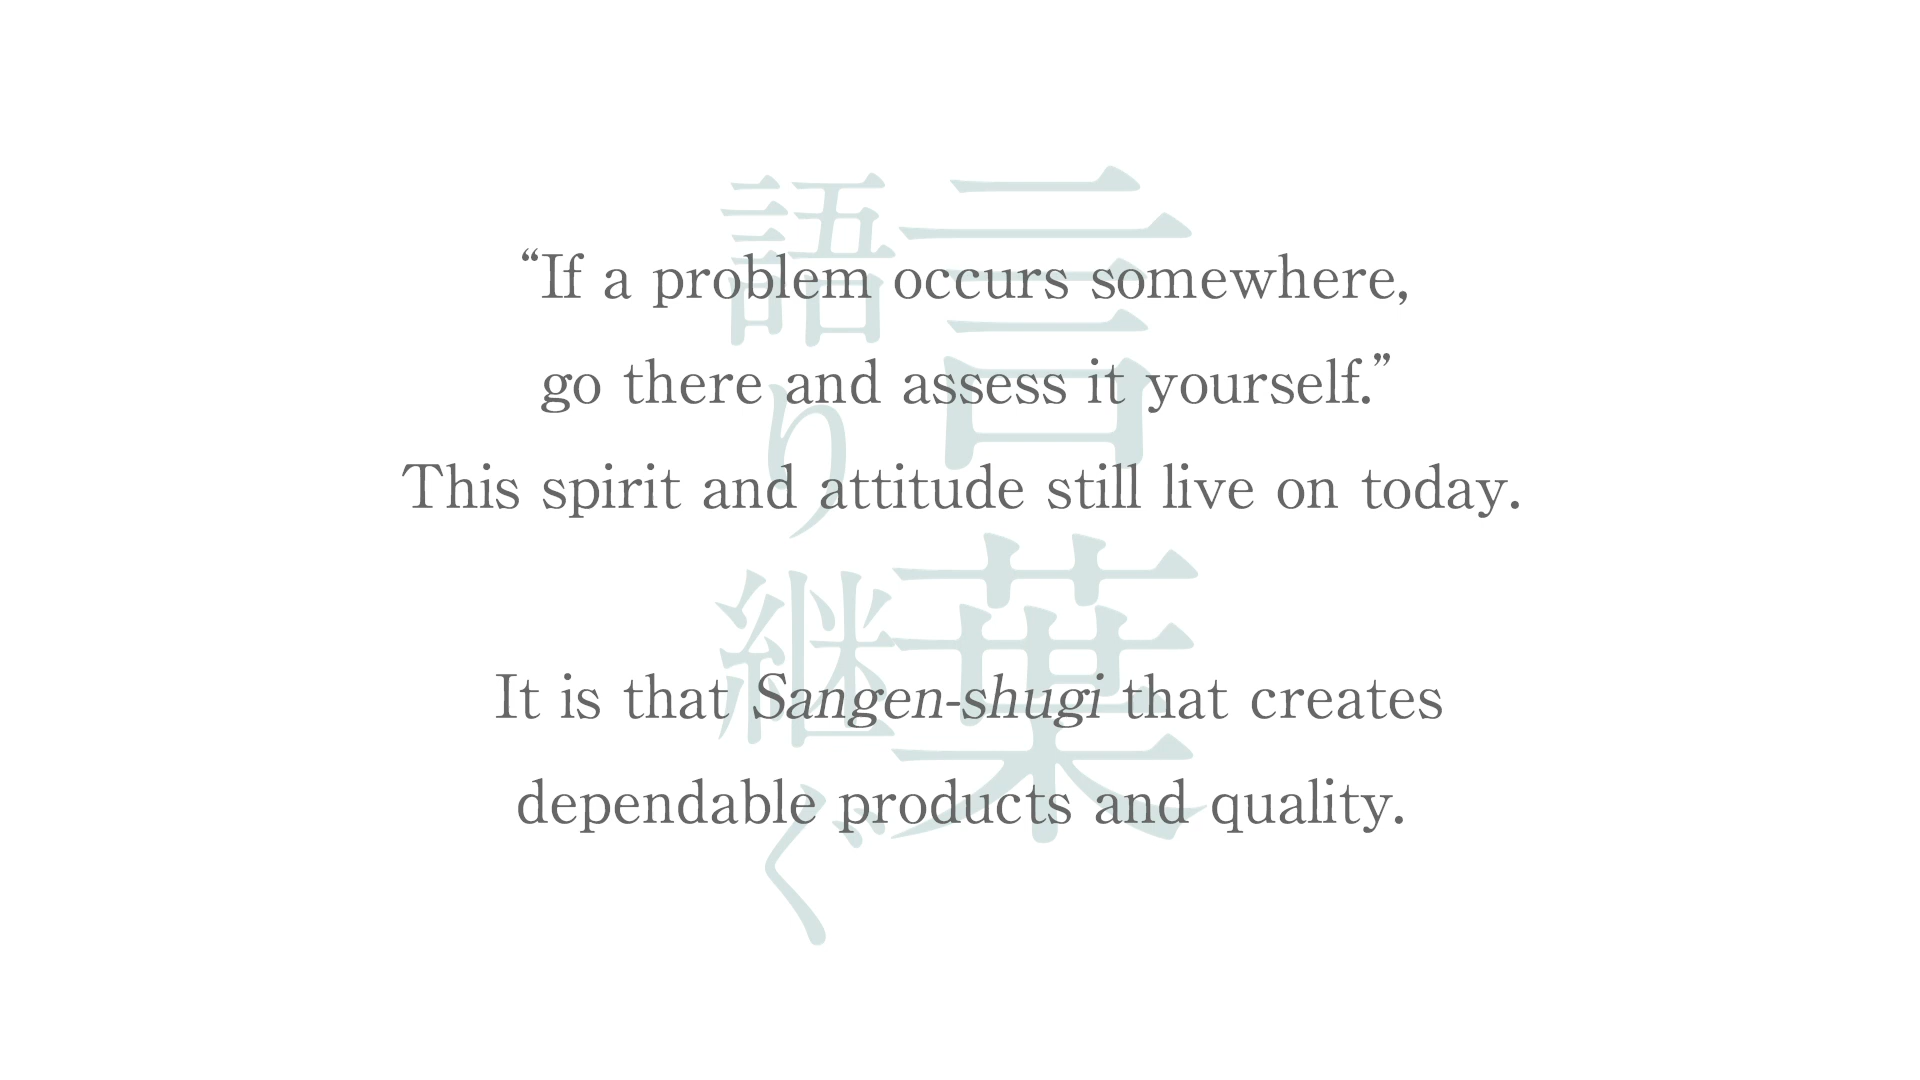 “If a problem occurs somewhere,
go there and assess it yourself.”
This spirit and attitude still live on today.
It is that Sangen-shugi that creates
dependable products and quality.
言葉
語り継ぐ